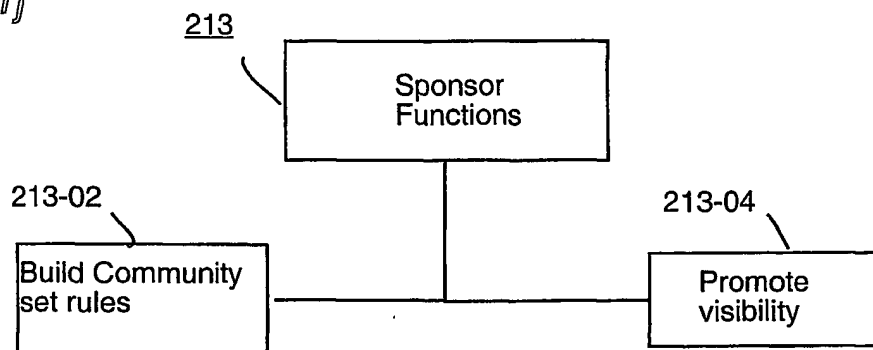 213
Sponsor
Functions
213-02
213-04
Build Community
set rules
Promote
visibility